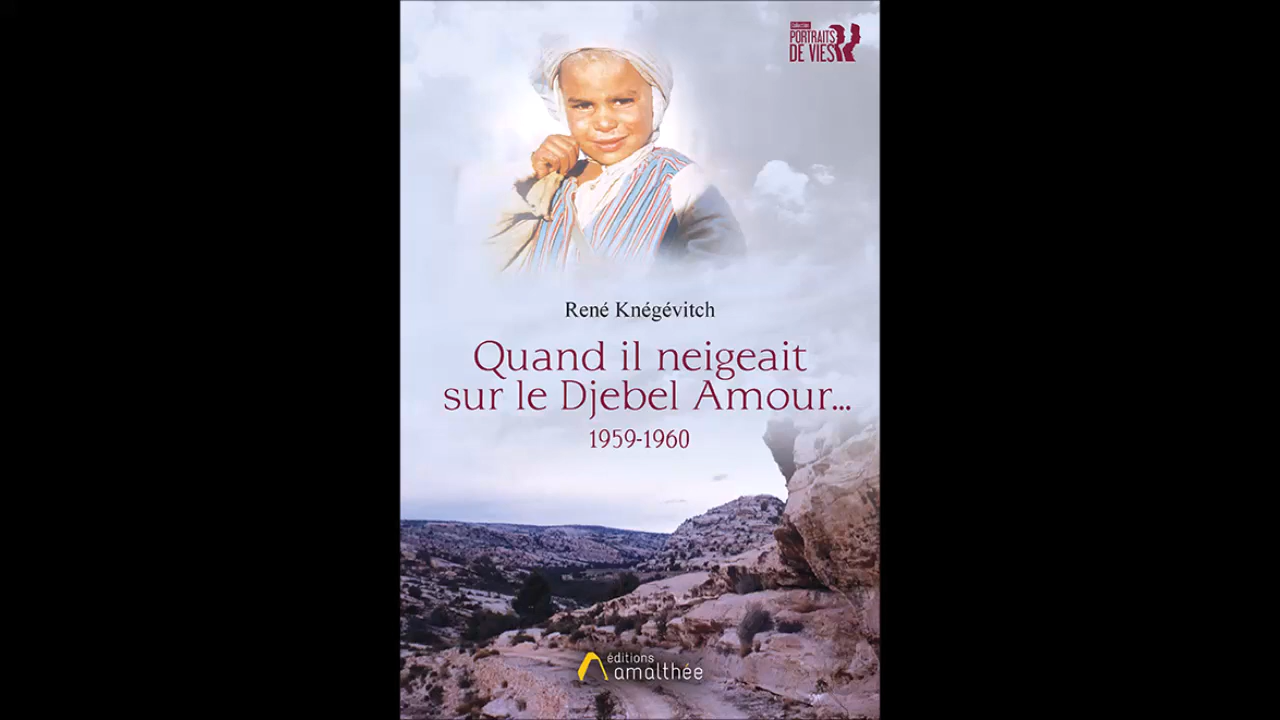 Collection
PORTRAITS
DE VIES
René Knégévitch
Quand il neigeait
sur le Djebel Amour...
1959-1960
éditions
amalthée